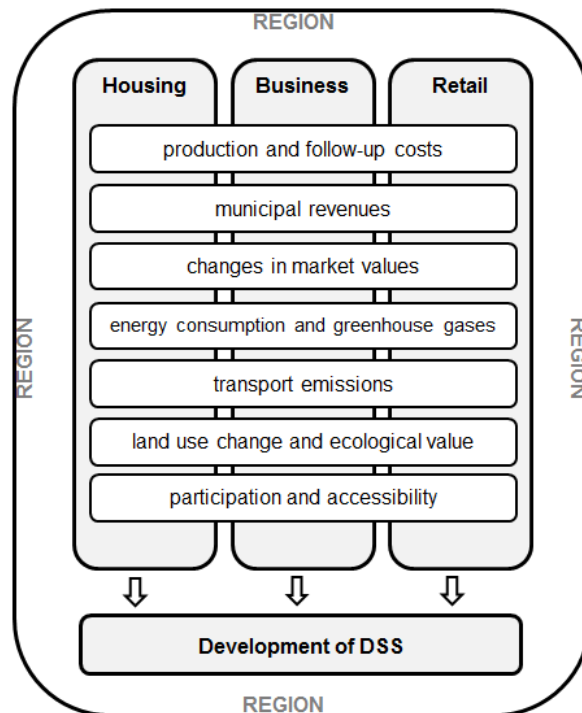 REGION
Housing
Business
Retail
production and follow-up costs
municipal revenues
changes in market values
energy consumption and greenhouse gases
REGION
REGION
transport emissions
land use change and ecological value
participation and accessibility
Development of DSS
REGION